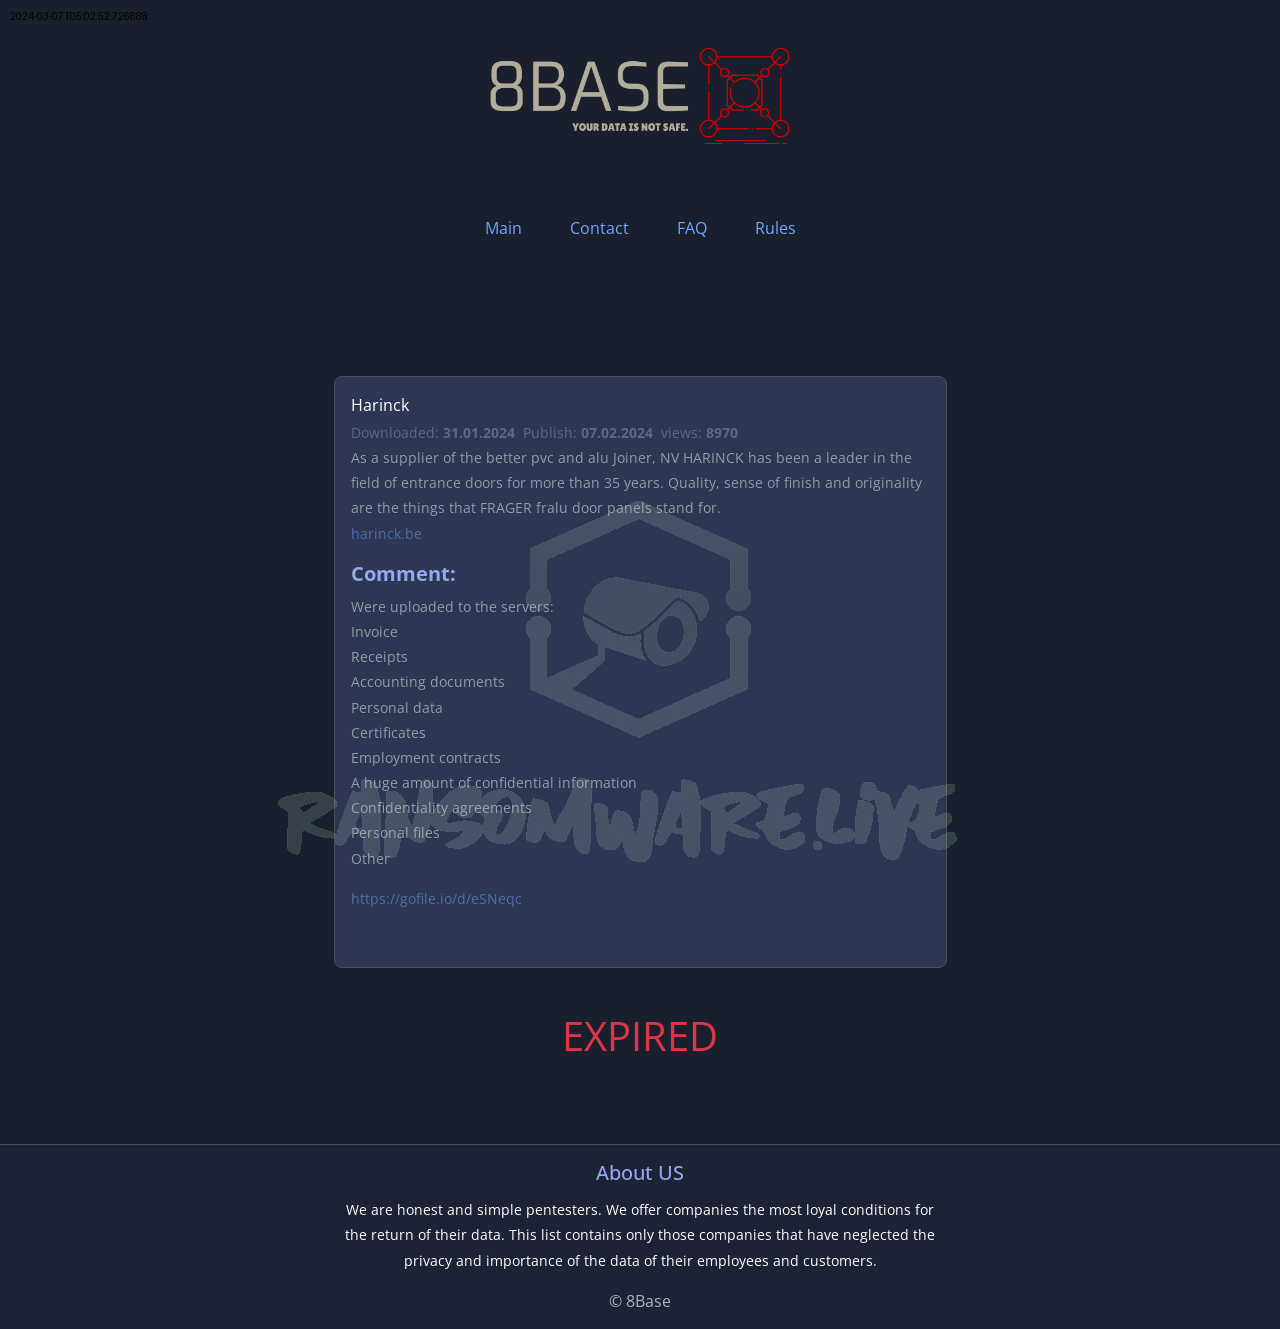 2024-03-07T05:02:52.726888
8BASE
YOUR DATA IS NOT SAFE.
Main Contact FAQ Rules
Harinck
Downloaded: 31.01.2024 Publish: 07.02.2024 views: 8970
As a supplier of the better pvc and alu Joiner, NV HARINCK has been a leader in the
field of entrance doors for more than 35 years. Quality, sense of finish and originality
are the things that FRAGER fralu door panels stand for.
harinck.be
Comment:
Were uploaded to the servers:
Invoice
Receipts
Accounting documents
Personal data
Certificates
Employment contracts
A huge amount of confidential information
RANSOMWARE.LIVE
Confidentiality agreements
Personal files
Other
https://gofile.io/d/eSNeqc
EXPIRED
About US
We are honest and simple pentesters. We offer companies the most loyal conditions for
the return of their data. This list contains only those companies that have neglected the
privacy and importance of the data of their employees and customers.
© 8Base